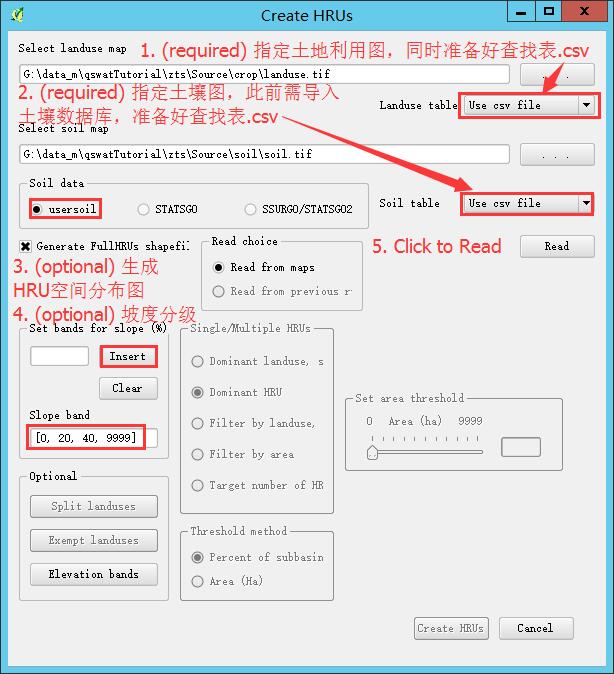 Create HRUs
Select landuse map
1. (required) 指定土地利用图，同时准备好查找表.csv
G:\data_m\qswatTutorial\zts\Source\crop\landuse.tif
. . .
2. (required) 指定土壤图，此前需导入
土壤数据库，准备好查找表.csv
Landuse table
Use csv file
Select soil map
G:\data_m\qswatTutorial\zts\Source\soil\soil.tif
. . .
Soil data
usersoil
STATSGO
SSURGO/STATSGO2
Soil table
Use csv file
Generate FullHRUs shapefil
Read choice
Read from maps
Read from previous r
5. Click to Read
Read
3. (optional) 生成
HRU空间分布图
4. (optional) 坡度分级
Set bands for slope (%)
Insert
Clear
Slope band
[0, 20, 40, 9999]
Single/Multiple HRUs
Dominant landuse, s
Dominant HRU
Filter by landuse,
Filter by area
Target number of HR
Set area threshold
0 Area (ha) 9999
Optional
Split landuses
Exempt landuses
Elevation bands
Threshold method
Percent of subbasin
Area (Ha)
Create HRUs
Cancel